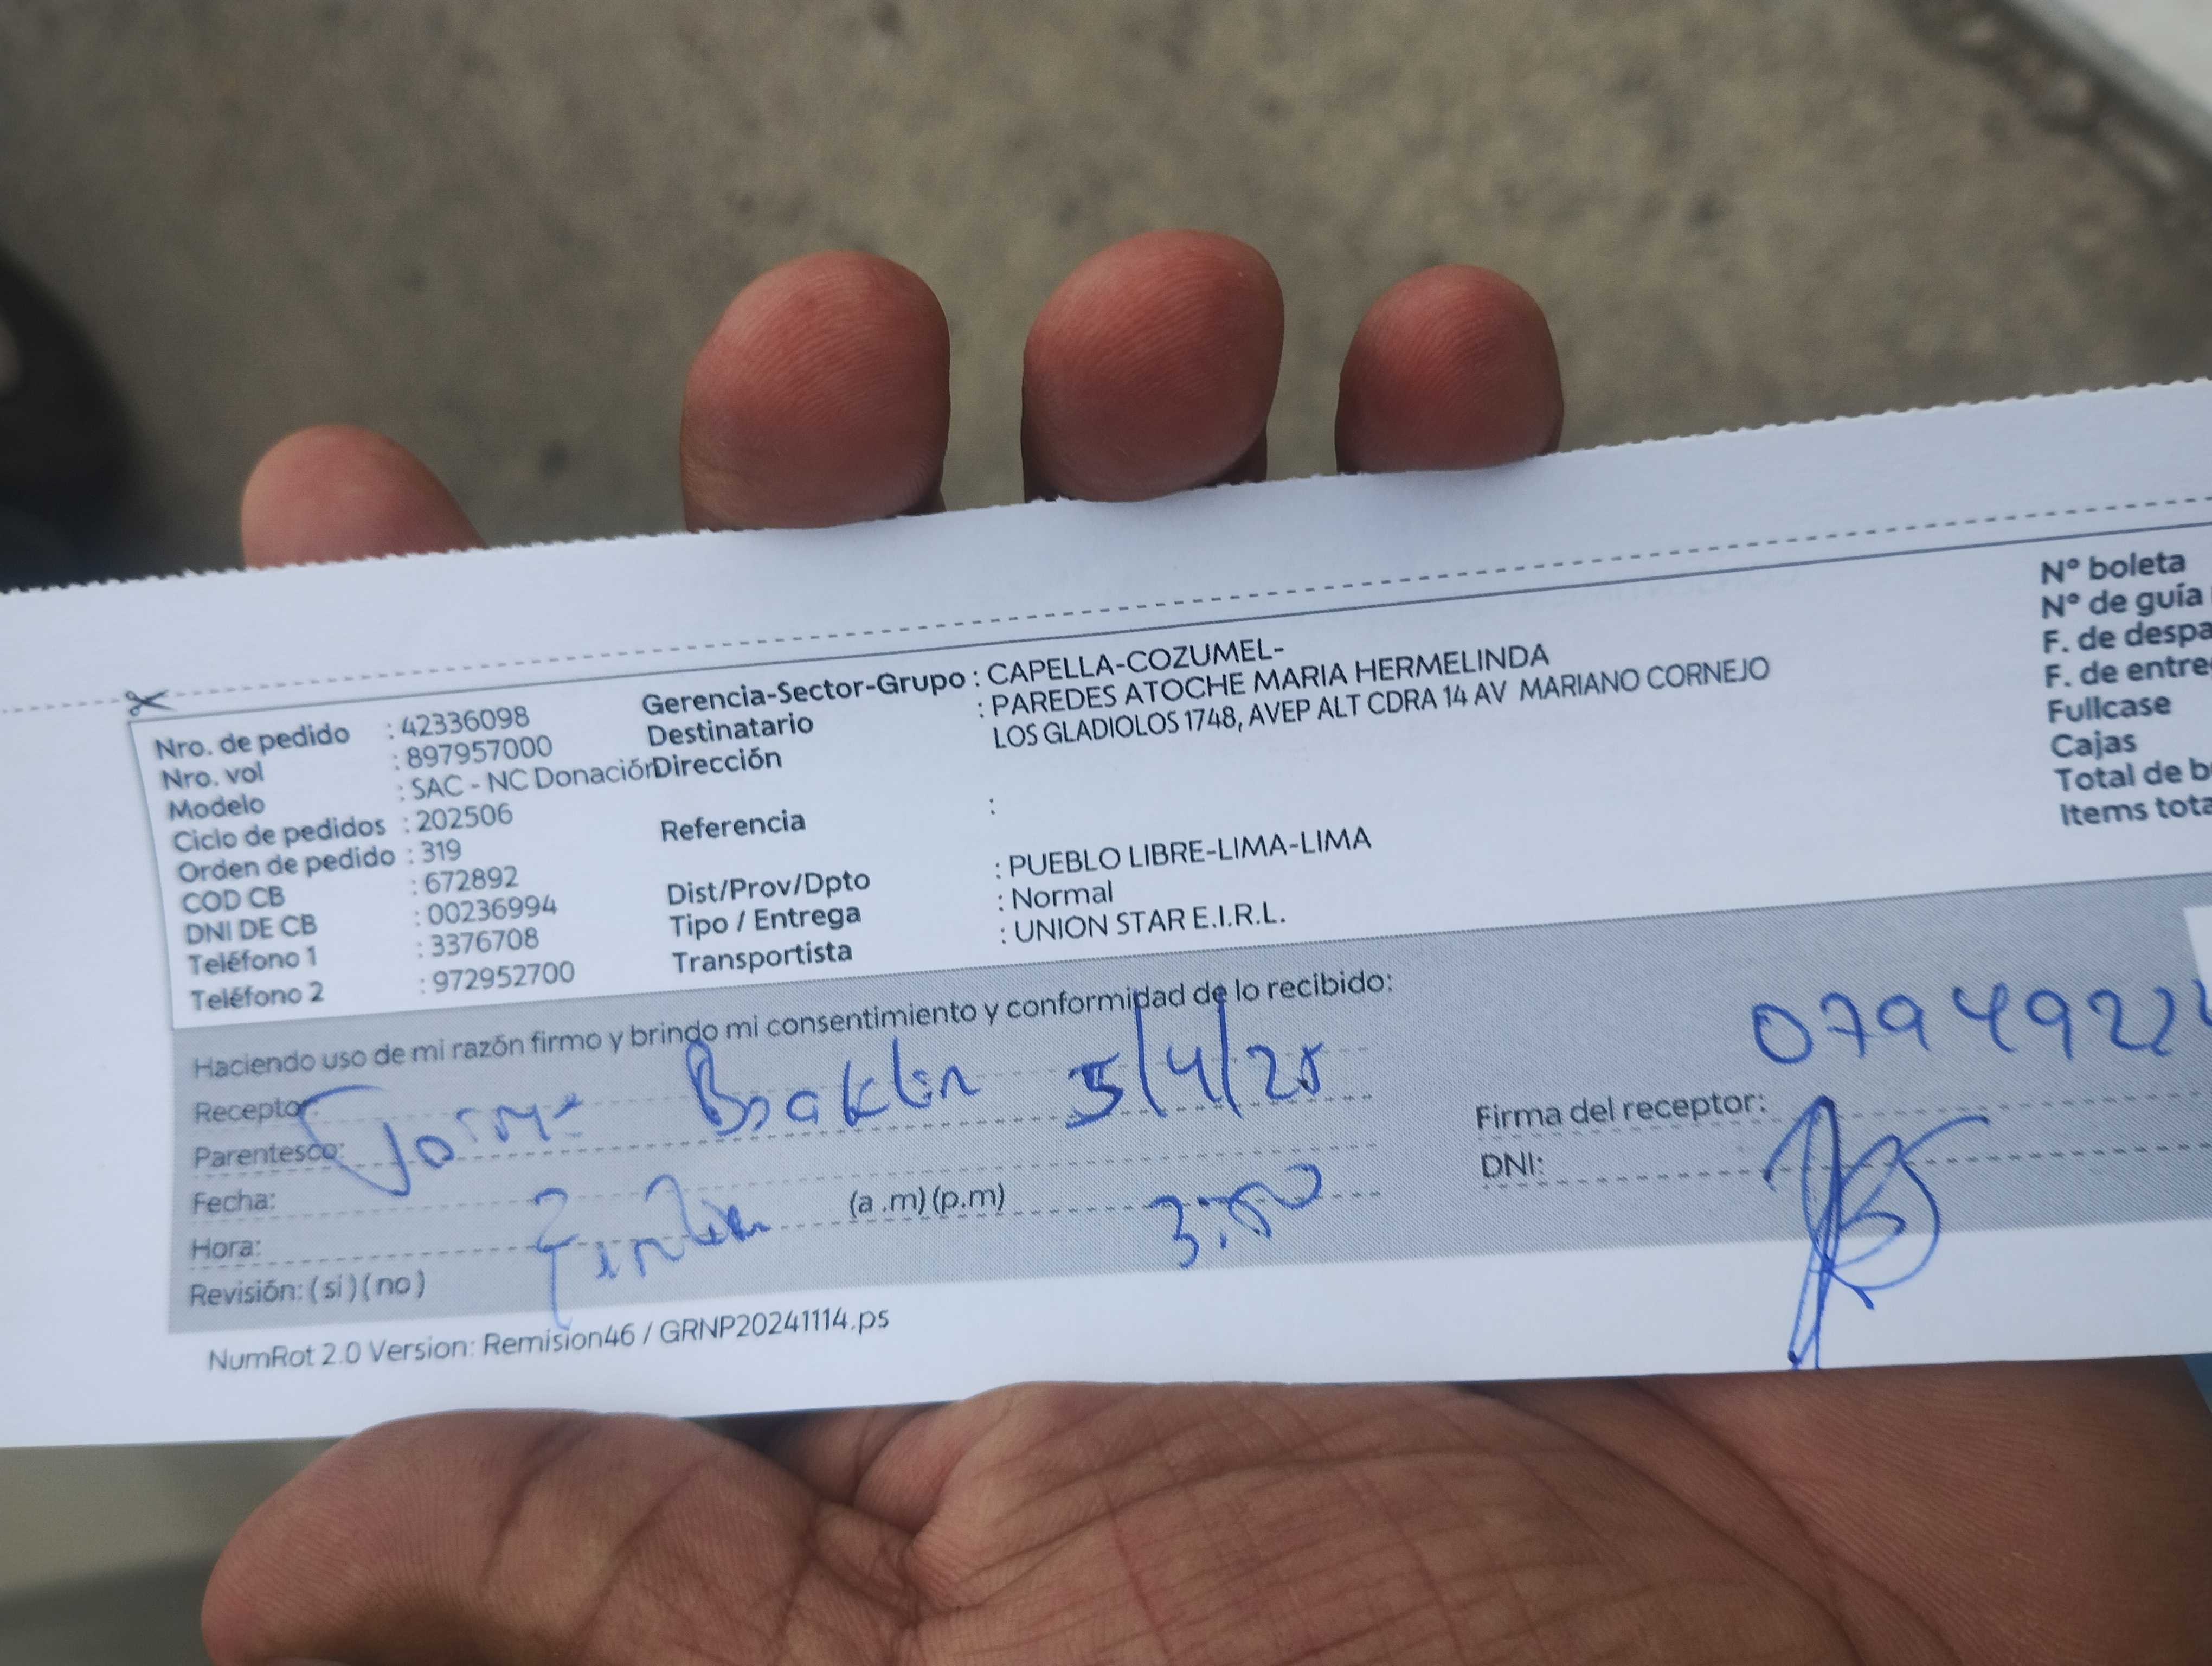 Nro. de pedido : 42336098
Nro. vol : 897957000
Modelo : SAC - NC Donación
Ciclo de pedidos : 202506
Orden de pedido : 319
COD CB : 672892
DNI DE CB : 00236994
Teléfono 1 : 3376708
Teléfono 2 : 972952700
Gerencia-Sector-Grupo : CAPELLA-COZUMEL-
Destinatario : PAREDES ATOCHE MARIA HERMELINDA
Dirección LOS GLADIOLOS 1748, AVEP ALT CDRA 14 AV MARIANO CORNEJO
Referencia :
Dist/Prov/Dpto : PUEBLO LIBRE-LIMA-LIMA
Tipo / Entrega : Normal
Transportista : UNION STAR E.I.R.L.
Nº boleta
Nº de guía
F. de despa
F. de entre
Fullcase
Cajas
Total de b
Items tota
Haciendo uso de mi razón firmo y brindo mi consentimiento y conformidad de lo recibido:
Receptor:
Parentesco: Jorge 5/4/25
Fecha:
Hora: (a .m) (p.m) 3:50
Revisión: ( si ) ( no )
0794922
Firma del receptor:
DNI:
NumRot 2.0 Version: Remision46 / GRNP20241114.ps